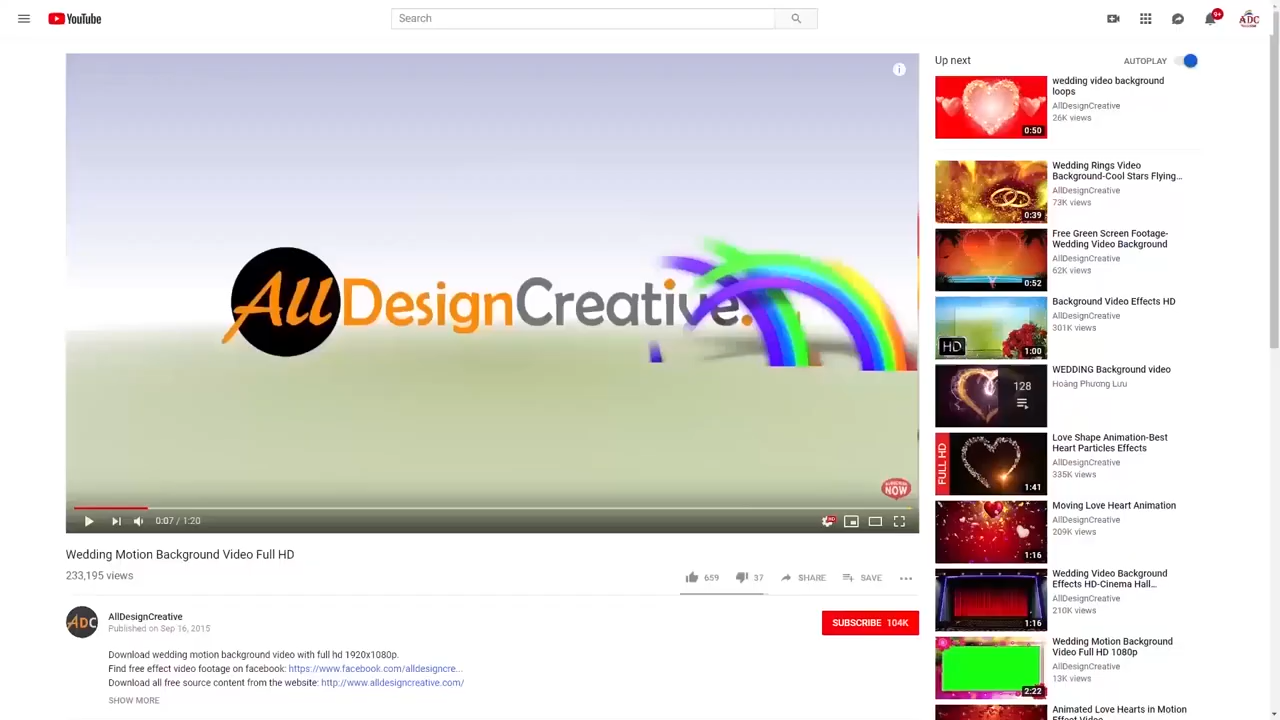 YouTube
Search
9+
ADC
AllDesignCreative.
SUBSCRIBE
NOW
0:07 / 1:20
HD
Wedding Motion Background Video Full HD
233,195 views
659
37
SHARE
SAVE
ADC
AllDesignCreative
Published on Sep 16, 2015
SUBSCRIBE 104K
Download wedding motion background video with full hd 1920x1080p.
Find free effect video footage on facebook: https://www.facebook.com/alldesigncre...
Download all free source content from the website: http://www.alldesigncreative.com/
SHOW MORE
Up next
AUTOPLAY
0:50
wedding video background
loops
AllDesignCreative
26K views
0:39
Wedding Rings Video
Background-Cool Stars Flying...
AllDesignCreative
73K views
0:52
Free Green Screen Footage-
Wedding Video Background
AllDesignCreative
62K views
HD
1:00
Background Video Effects HD
AllDesignCreative
301K views
128
WEDDING Background video
Hoàng Phương Lưu
FULL HD
1:41
Love Shape Animation-Best
Heart Particles Effects
AllDesignCreative
335K views
1:16
Moving Love Heart Animation
AllDesignCreative
209K views
1:16
Wedding Video Background
Effects HD-Cinema Hall...
AllDesignCreative
210K views
2:22
Wedding Motion Background
Video Full HD 1080p
AllDesignCreative
13K views
Animated Love Hearts in Motion
Effect Video